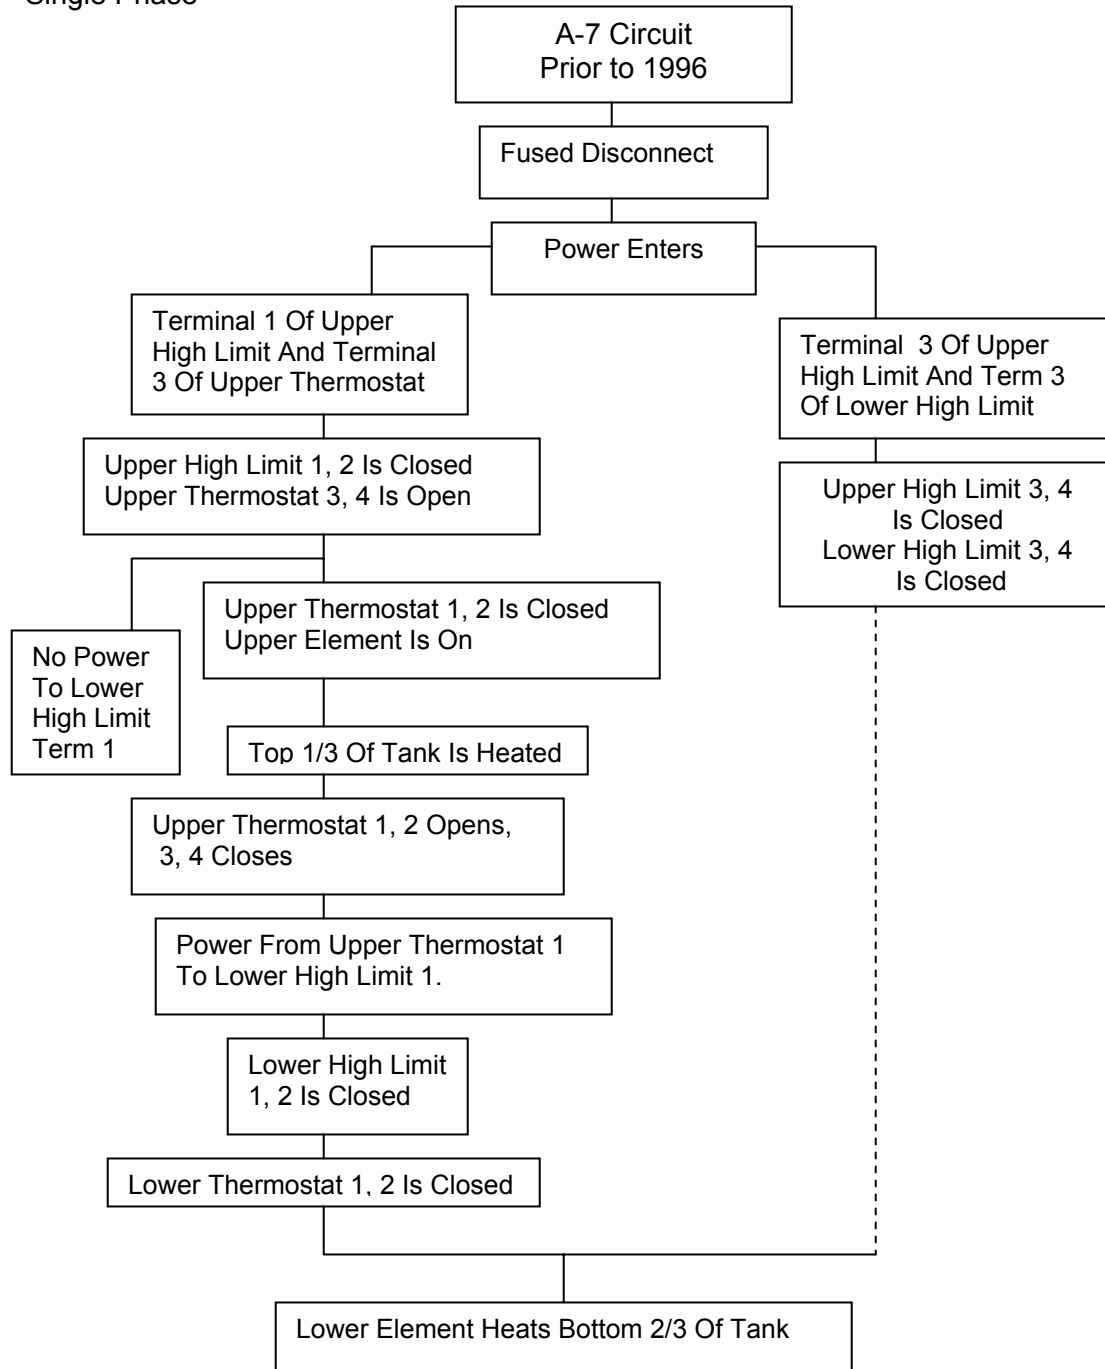 Single Phase
A-7 Circuit
Prior to 1996
Fused Disconnect
Power Enters
Terminal 1 Of Upper
High Limit And Terminal
3 Of Upper Thermostat
Terminal 3 Of Upper
High Limit And Term 3
Of Lower High Limit
Upper High Limit 1, 2 Is Closed
Upper Thermostat 3, 4 Is Open
Upper High Limit 3, 4
Is Closed
Lower High Limit 3, 4
Is Closed
No Power
To Lower
High Limit
Term 1
Upper Thermostat 1, 2 Is Closed
Upper Element Is On
Top 1/3 Of Tank Is Heated
Upper Thermostat 1, 2 Opens,
3, 4 Closes
Power From Upper Thermostat 1
To Lower High Limit 1.
Lower High Limit
1, 2 Is Closed
Lower Thermostat 1, 2 Is Closed
Lower Element Heats Bottom 2/3 Of Tank